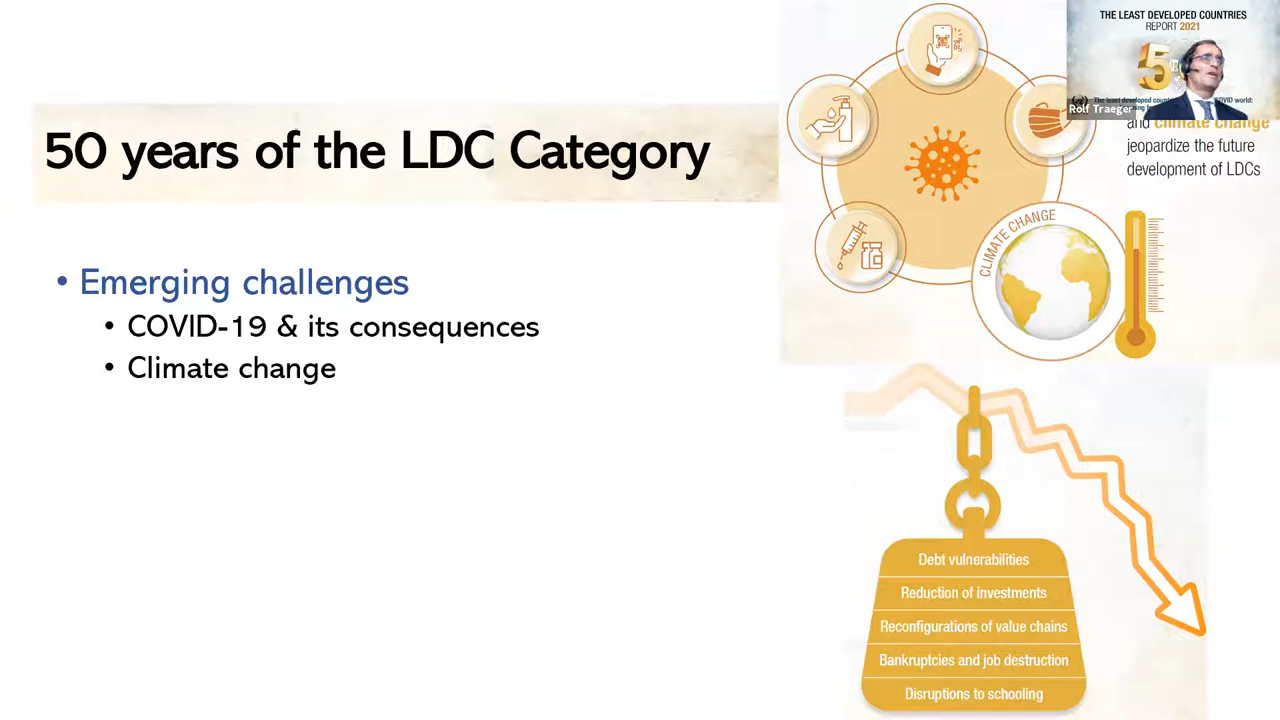 50 years of the LDC Category
• Emerging challenges
• COVID-19 & its consequences
• Climate change
THE LEAST DEVELOPED COUNTRIES
REPORT 2021
5
Rolf Traeger
and climate change
jeopardize the future
development of LDCs
CLIMATE CHANGE
Debt vulnerabilities
Reduction of investments
Reconfigurations of value chains
Bankruptcies and job destruction
Disruptions to schooling